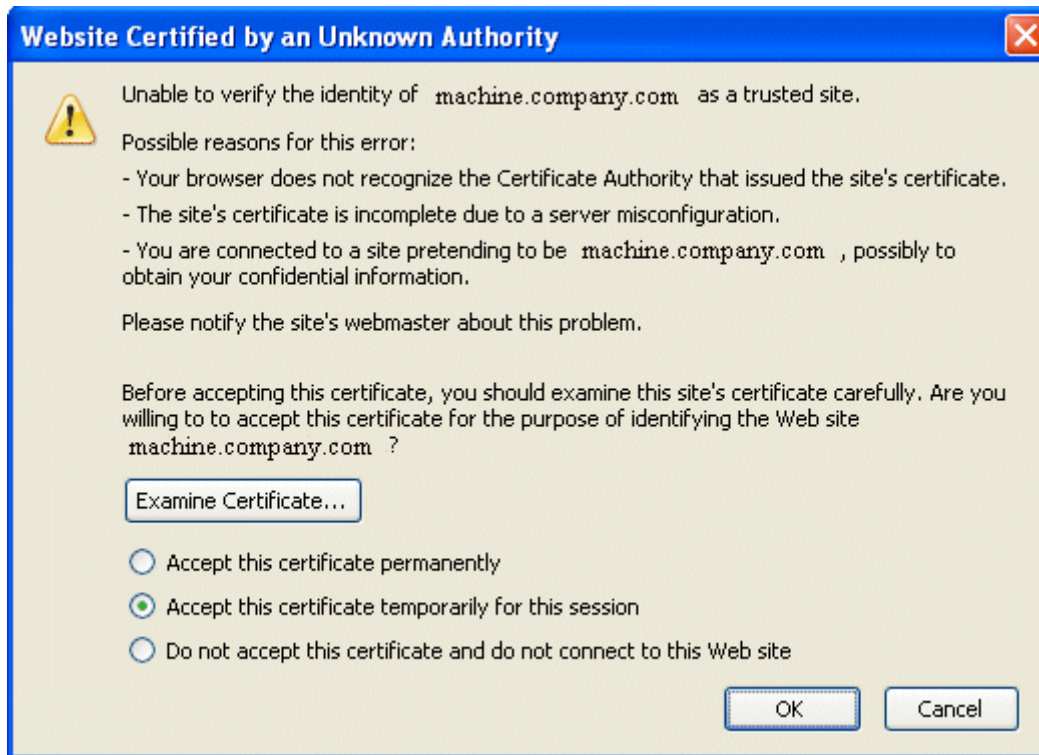 Website Certified by an Unknown Authority
Unable to verify the identity of machine.company.com as a trusted site.
Possible reasons for this error:
- Your browser does not recognize the Certificate Authority that issued the site's certificate.
- The site's certificate is incomplete due to a server misconfiguration.
- You are connected to a site pretending to be machine.company.com , possibly to
obtain your confidential information.
Please notify the site's webmaster about this problem.
Before accepting this certificate, you should examine this site's certificate carefully. Are you
willing to to accept this certificate for the purpose of identifying the Web site
machine.company.com ?
Examine Certificate...
Accept this certificate permanently
Accept this certificate temporarily for this session
Do not accept this certificate and do not connect to this Web site
OK Cancel